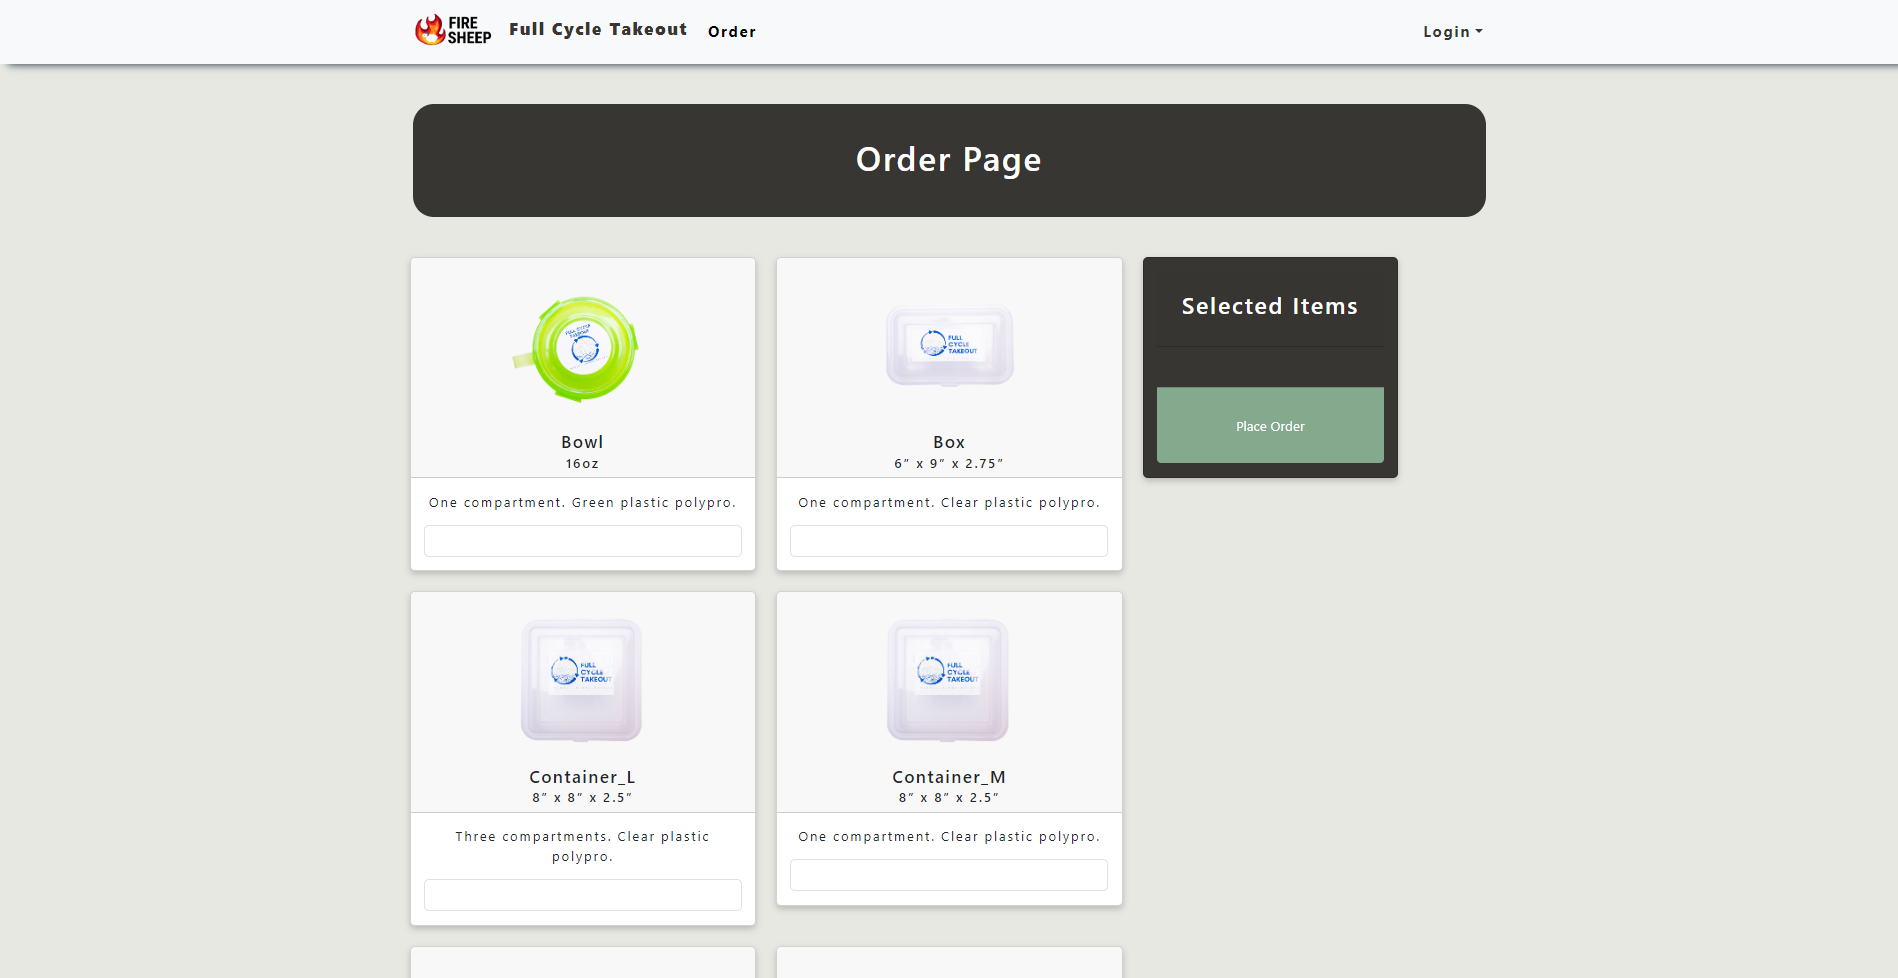 FIRE
SHEEP
Full Cycle Takeout
Order
Login
Order Page
FULL CYCLE
TAKEOUT
Bowl
16oz
One compartment. Green plastic polypro.
FULL
CYCLE
TAKEOUT
Box
6” x 9” x 2.75”
One compartment. Clear plastic polypro.
Selected Items
Place Order
FULL
CYCLE
TAKEOUT
Container_L
8” x 8” x 2.5”
Three compartments. Clear plastic
polypro.
FULL
CYCLE
TAKEOUT
Container_M
8” x 8” x 2.5”
One compartment. Clear plastic polypro.